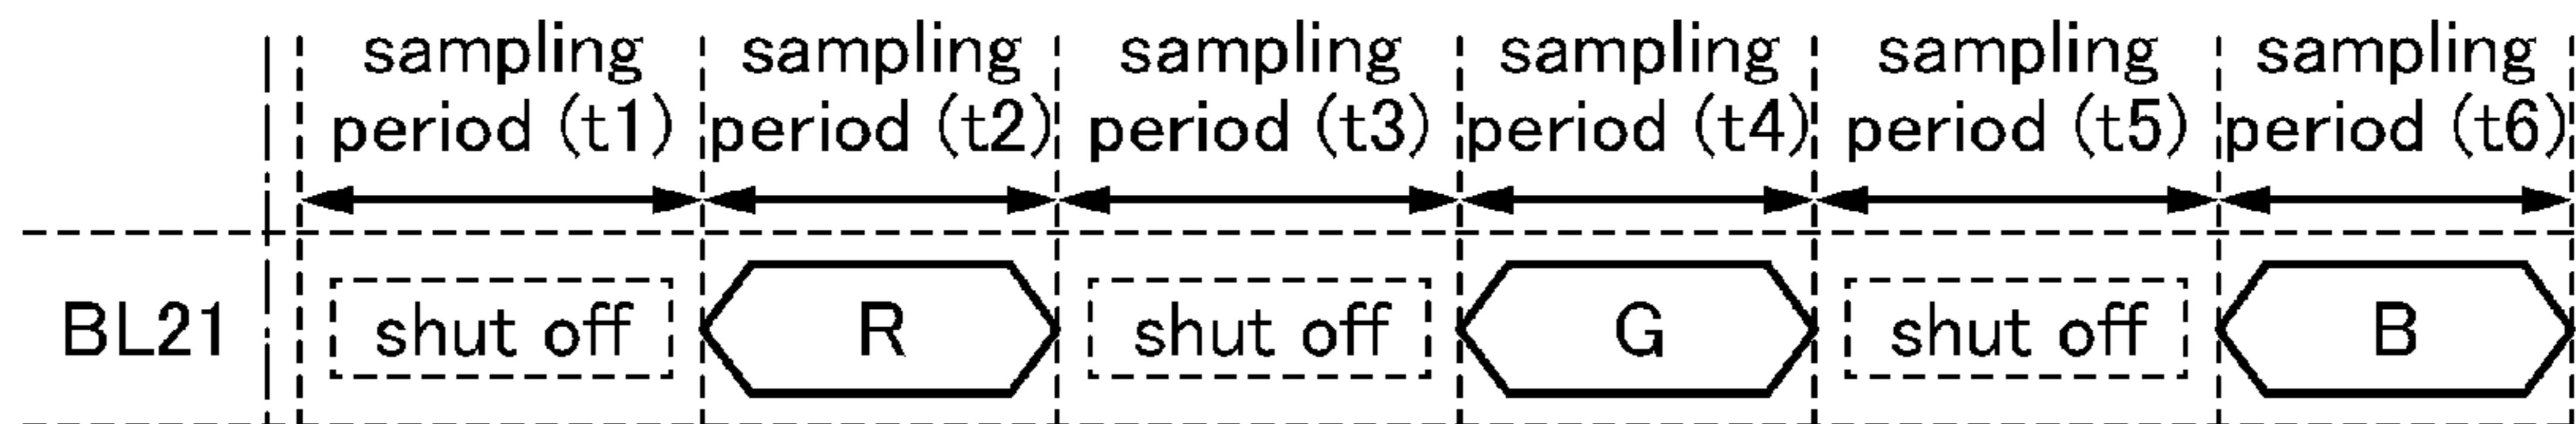 sampling sampling sampling sampling sampling sampling
period (t1) period (t2) period (t3) period (t4) period (t5) period (t6)
BL21 shut off R shut off G shut off B